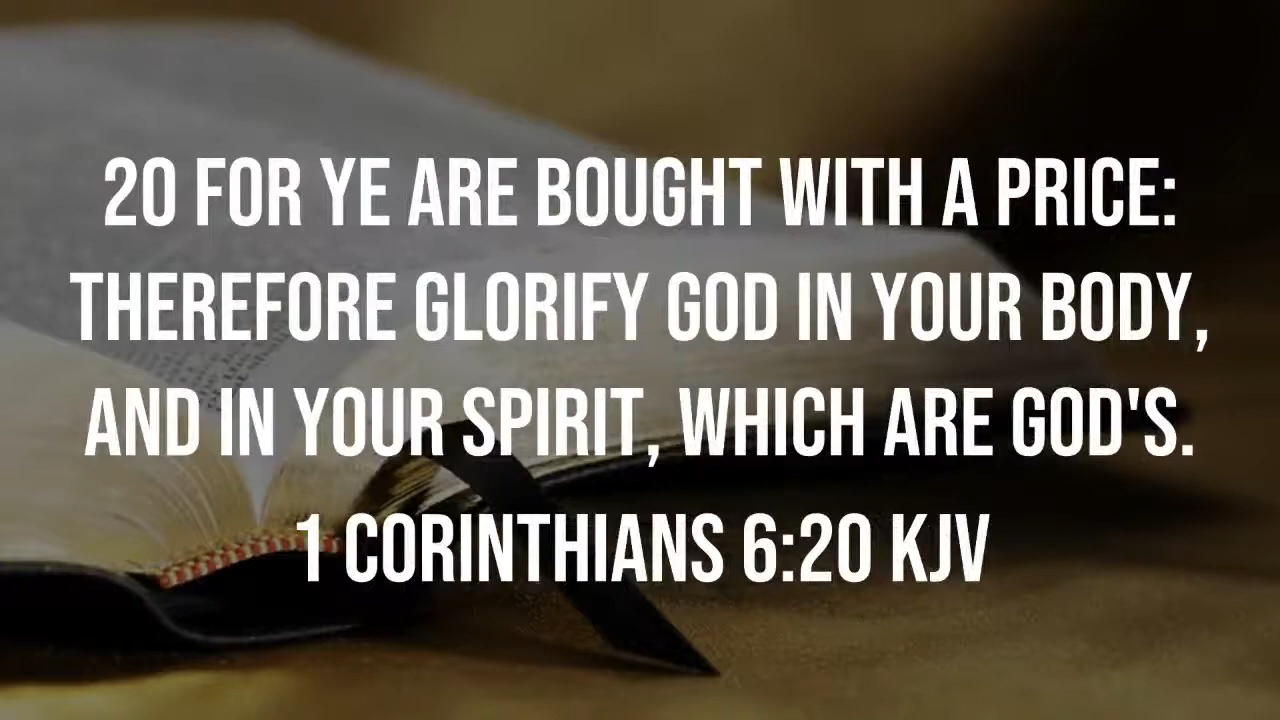 20 FOR YE ARE BOUGHT WITH A PRICE:
THEREFORE GLORIFY GOD IN YOUR BODY,
AND IN YOUR SPIRIT, WHICH ARE GOD'S.
1 CORINTHIANS 6:20 KJV